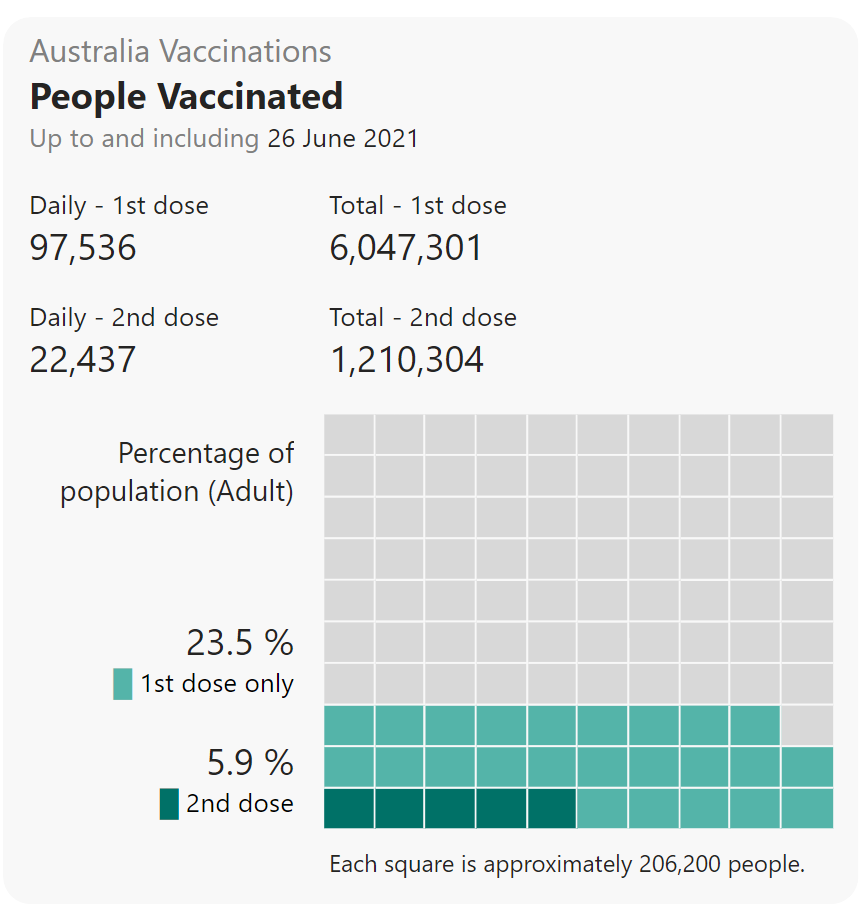 Australia Vaccinations
People Vaccinated
Up to and including 26 June 2021
Daily - 1st dose
97,536
Total - 1st dose
6,047,301
Daily - 2nd dose
22,437
Total - 2nd dose
1,210,304
Percentage of
population (Adult)
23.5 %
1st dose only
5.9 %
2nd dose
Each square is approximately 206,200 people.